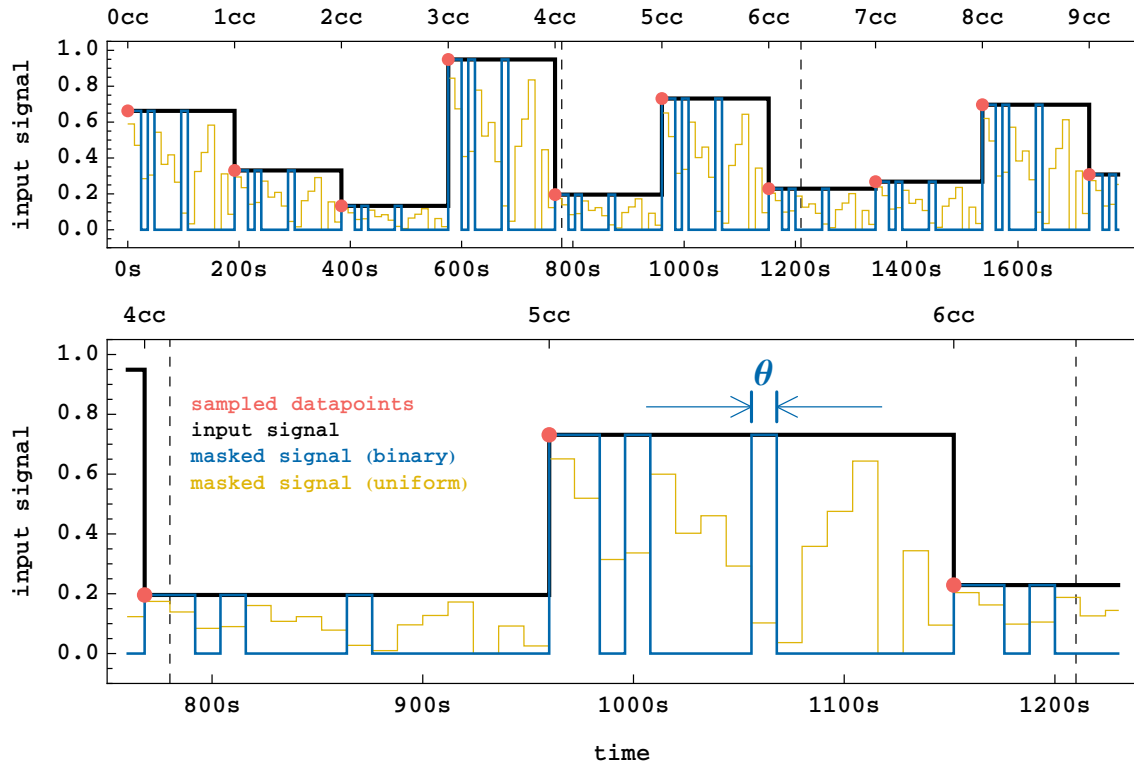 0cc 1cc 2cc 3cc 4cc 5cc 6cc 7cc 8cc 9cc
input signal
1.0
0.8
0.6
0.4
0.2
0.0
0s 200s 400s 600s 800s 1000s 1200s 1400s 1600s
4cc 5cc 6cc
input signal
1.0
0.8
0.6
0.4
0.2
0.0
θ
sampled datapoints
input signal
masked signal (binary)
masked signal (uniform)
800s 900s 1000s 1100s 1200s
time